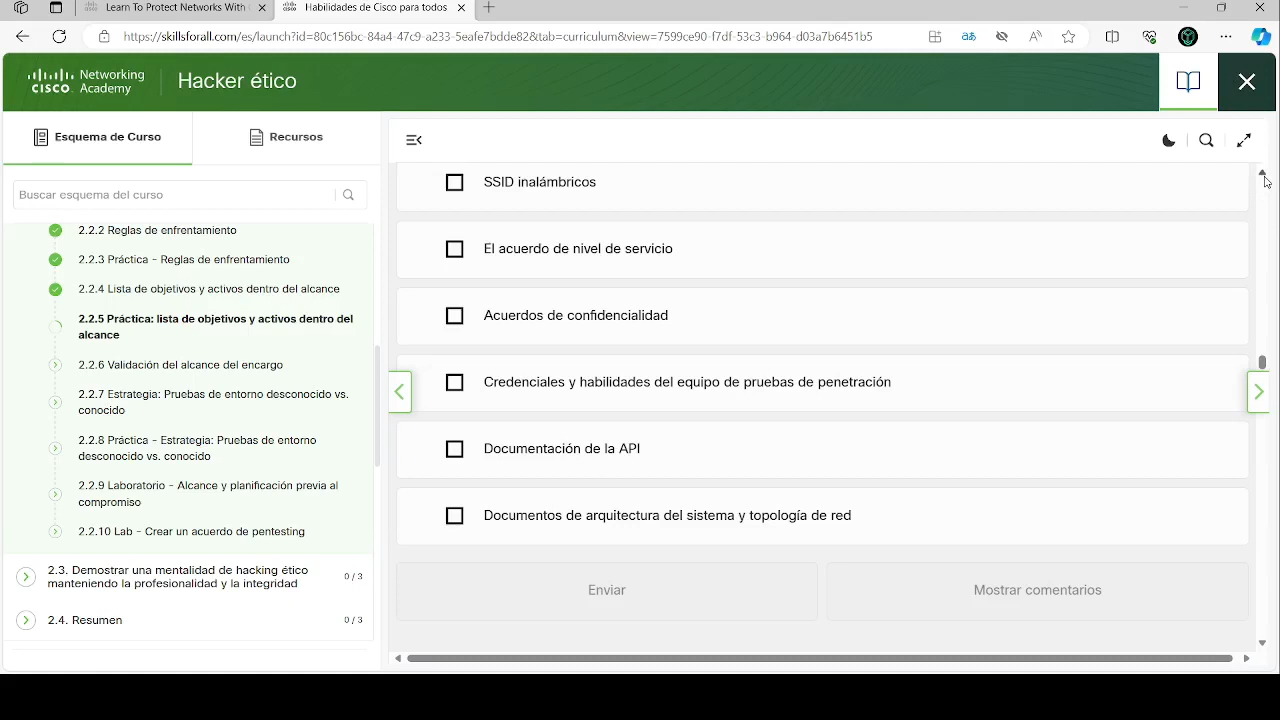 Learn To Protect Networks With
Habilidades de Cisco para todos
https://skillsforall.com/es/launch?id=80c156bc-84a4-47c9-a233-5eafe7bdde82&tab=curriculum&view=7599ce90-f7df-53c3-b964-d03a7b6451b5
Networking
CISCO Academy
Hacker ético
Esquema de Curso
Recursos
Buscar esquema del curso
2.2.2 Reglas de enfrentamiento
2.2.3 Práctica - Reglas de enfrentamiento
2.2.4 Lista de objetivos y activos dentro del alcance
2.2.5 Práctica: lista de objetivos y activos dentro del
alcance
2.2.6 Validación del alcance del encargo
2.2.7 Estrategia: Pruebas de entorno desconocido vs.
conocido
2.2.8 Práctica - Estrategia: Pruebas de entorno
desconocido vs. conocido
2.2.9 Laboratorio - Alcance y planificación previa al
compromiso
2.2.10 Lab - Crear un acuerdo de pentesting
2.3. Demostrar una mentalidad de hacking ético
manteniendo la profesionalidad y la integridad
0 / 3
2.4. Resumen
0 / 3
SSID inalámbricos
El acuerdo de nivel de servicio
Acuerdos de confidencialidad
Credenciales y habilidades del equipo de pruebas de penetración
Documentación de la API
Documentos de arquitectura del sistema y topología de red
Enviar
Mostrar comentarios